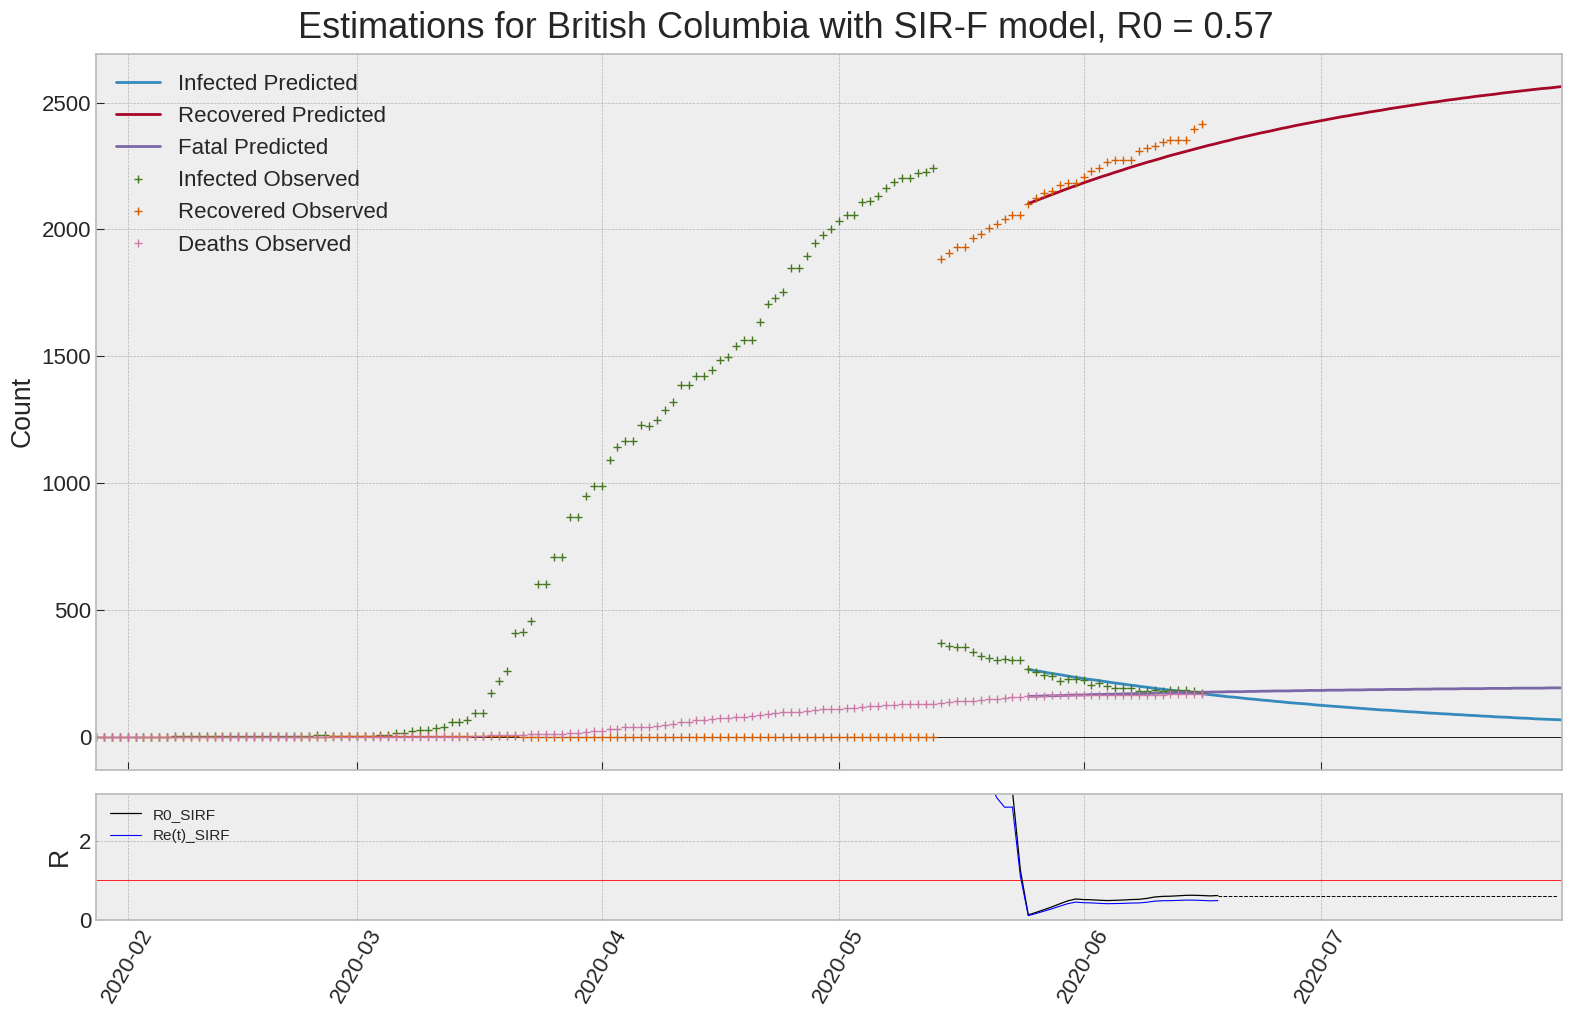 Estimations for British Columbia with SIR-F model, R0 = 0.57
Infected Predicted
Recovered Predicted
Fatal Predicted
Infected Observed
Recovered Observed
Deaths Observed
2500
2000
1500
1000
500
0
Count
R0_SIRF
Re(t)_SIRF
2
0
R
2020-02
2020-03
2020-04
2020-05
2020-06
2020-07